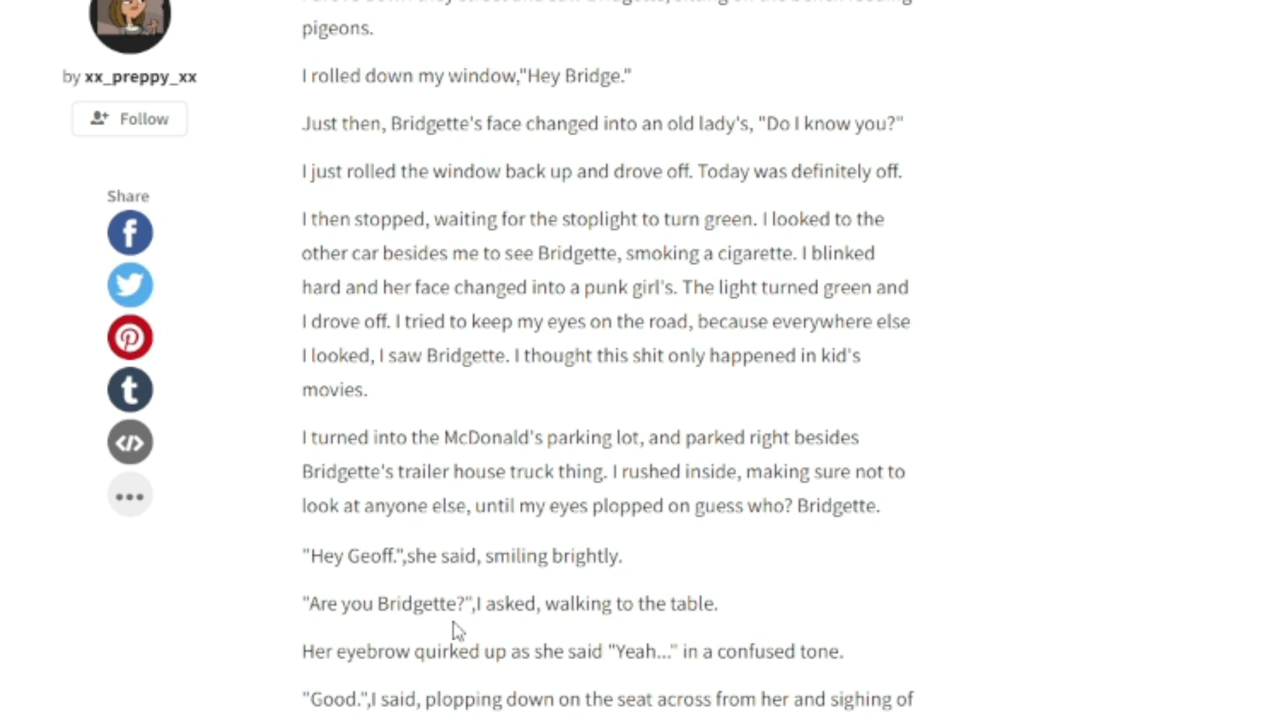 pigeons.
by xx_preppy_xx
Follow
Share
I rolled down my window,"Hey Bridge."
Just then, Bridgette's face changed into an old lady's, "Do I know you?"
I just rolled the window back up and drove off. Today was definitely off.
I then stopped, waiting for the stoplight to turn green. I looked to the
other car besides me to see Bridgette, smoking a cigarette. I blinked
hard and her face changed into a punk girl's. The light turned green and
I drove off. I tried to keep my eyes on the road, because everywhere else
I looked, I saw Bridgette. I thought this shit only happened in kid's
movies.
I turned into the McDonald's parking lot, and parked right besides
Bridgette's trailer house truck thing. I rushed inside, making sure not to
look at anyone else, until my eyes plopped on guess who? Bridgette.
"Hey Geoff.",she said, smiling brightly.
"Are you Bridgette?",I asked, walking to the table.
Her eyebrow quirked up as she said "Yeah..." in a confused tone.
"Good.",I said, plopping down on the seat across from her and sighing of